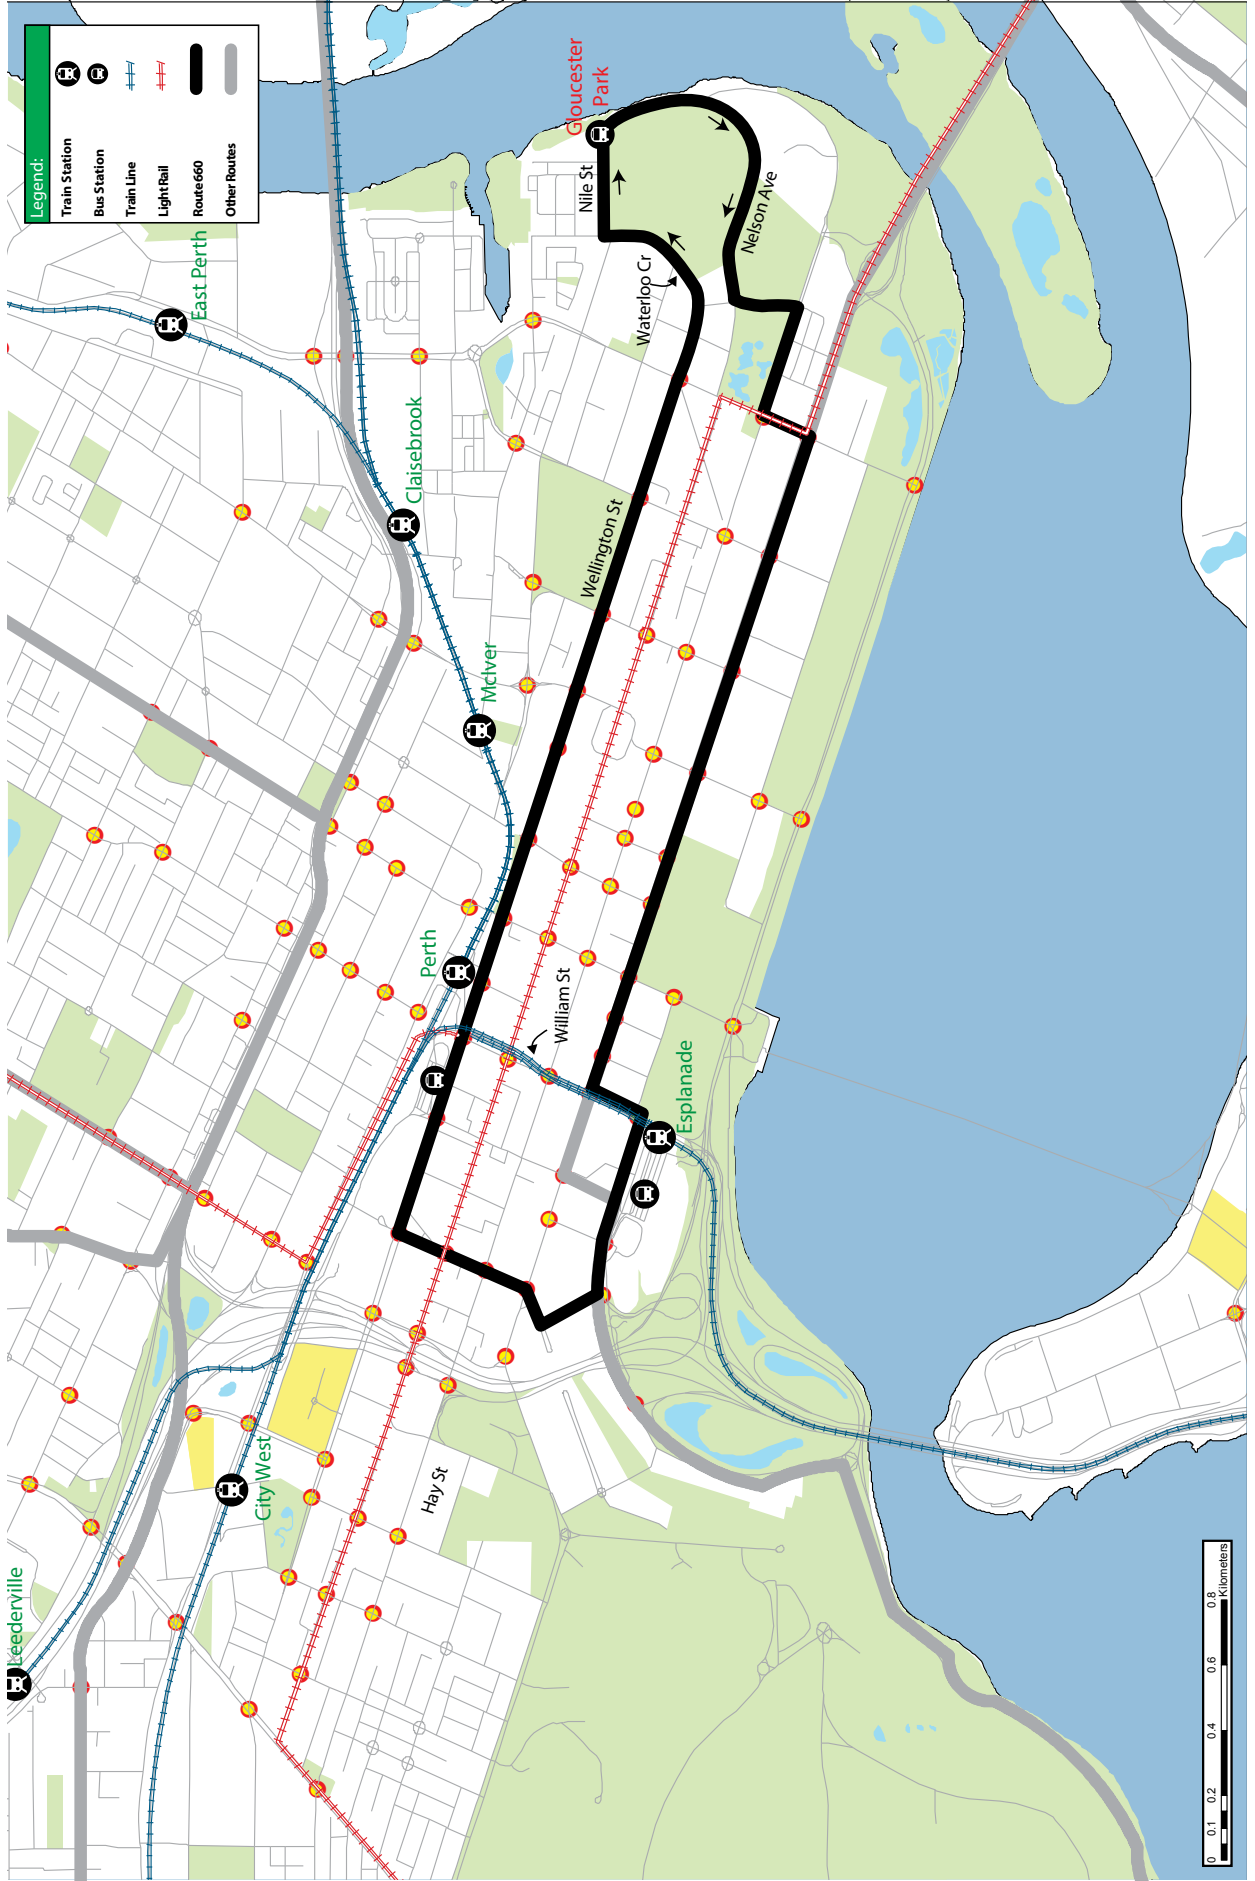 Legend:
Train Station
Bus Station
Train Line
Light Rail
Route 660
Other Routes
Leederville
City West
Perth
McIver
Claisebrook
East Perth
Esplanade
Gloucester
Park
Hay St
William St
Wellington St
Waterloo Cr
Nile St
Nelson Ave
0 0.1 0.2 0.4 0.6 0.8
Kilometers